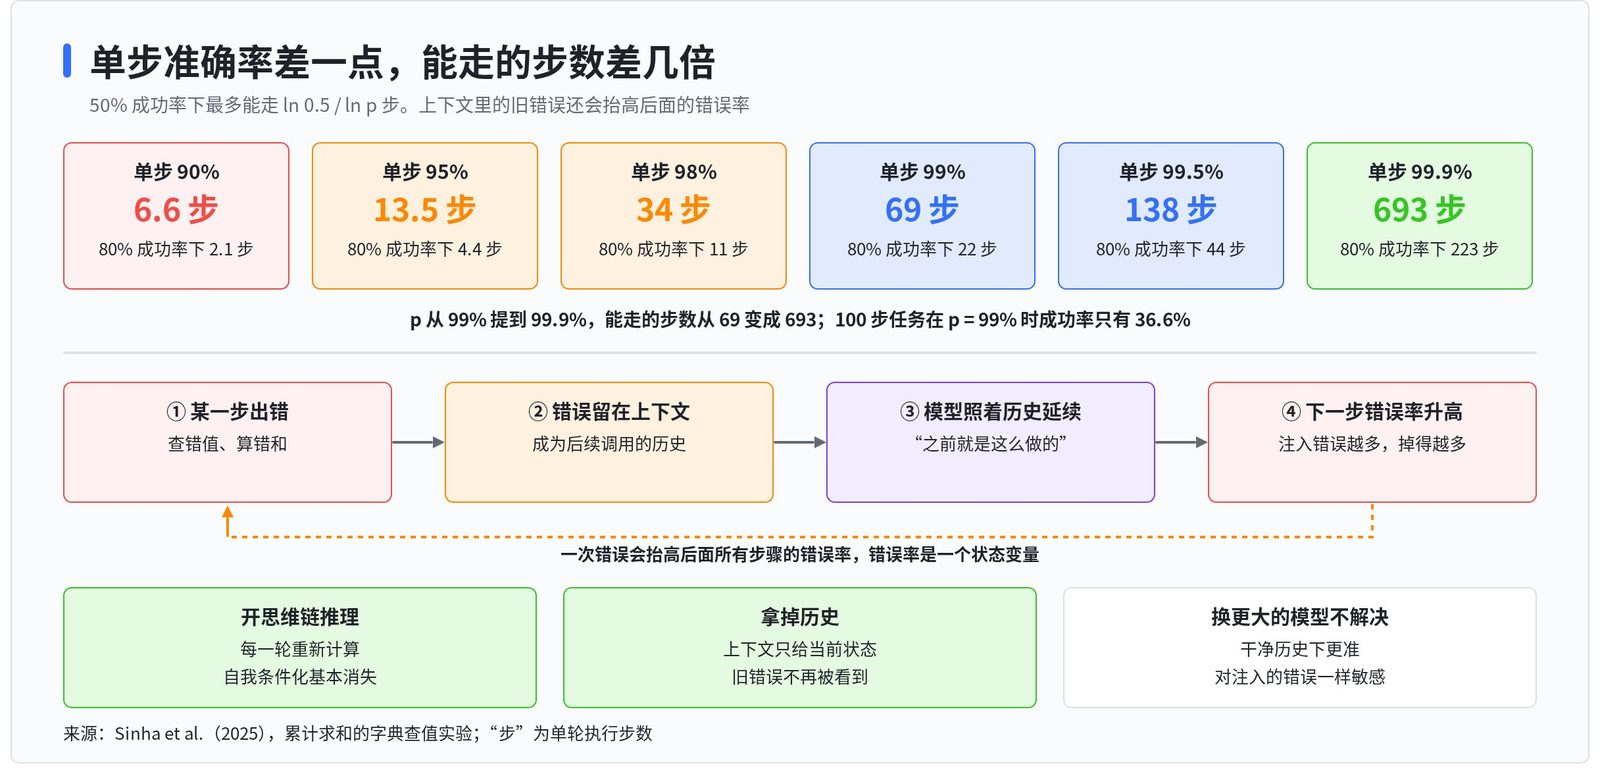 单步准确率差一点，能走的步数差几倍
50% 成功率下最多能走 ln 0.5 / ln p 步。上下文里的旧错误还会抬高后面的错误率
单步 90%
6.6 步
80% 成功率下 2.1 步
单步 95%
13.5 步
80% 成功率下 4.4 步
单步 98%
34 步
80% 成功率下 11 步
单步 99%
69 步
80% 成功率下 22 步
单步 99.5%
138 步
80% 成功率下 44 步
单步 99.9%
693 步
80% 成功率下 223 步
p 从 99% 提到 99.9%，能走的步数从 69 变成 693；100 步任务在 p = 99% 时成功率只有 36.6%
① 某一步出错
查错值、算错和
② 错误留在上下文
成为后续调用的历史
③ 模型照着历史延续
“之前就是这么做的”
④ 下一步错误率升高
注入错误越多，掉得越多
一次错误会抬高后面所有步骤的错误率，错误率是一个状态变量
开思维链推理
每一轮重新计算
自我条件化基本消失
拿掉历史
上下文只给当前状态
旧错误不再被看到
换更大的模型不解决
干净历史下更准
对注入的错误一样敏感
来源：Sinha et al.（2025），累计求和的字典查值实验；“步”为单轮执行步数